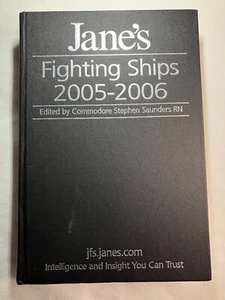 Jane's
Fighting Ships
2005-2006
Edited by Commodore Stephen Saunders RN
jfs.janes.com
Intelligence and Insight You Can Trust